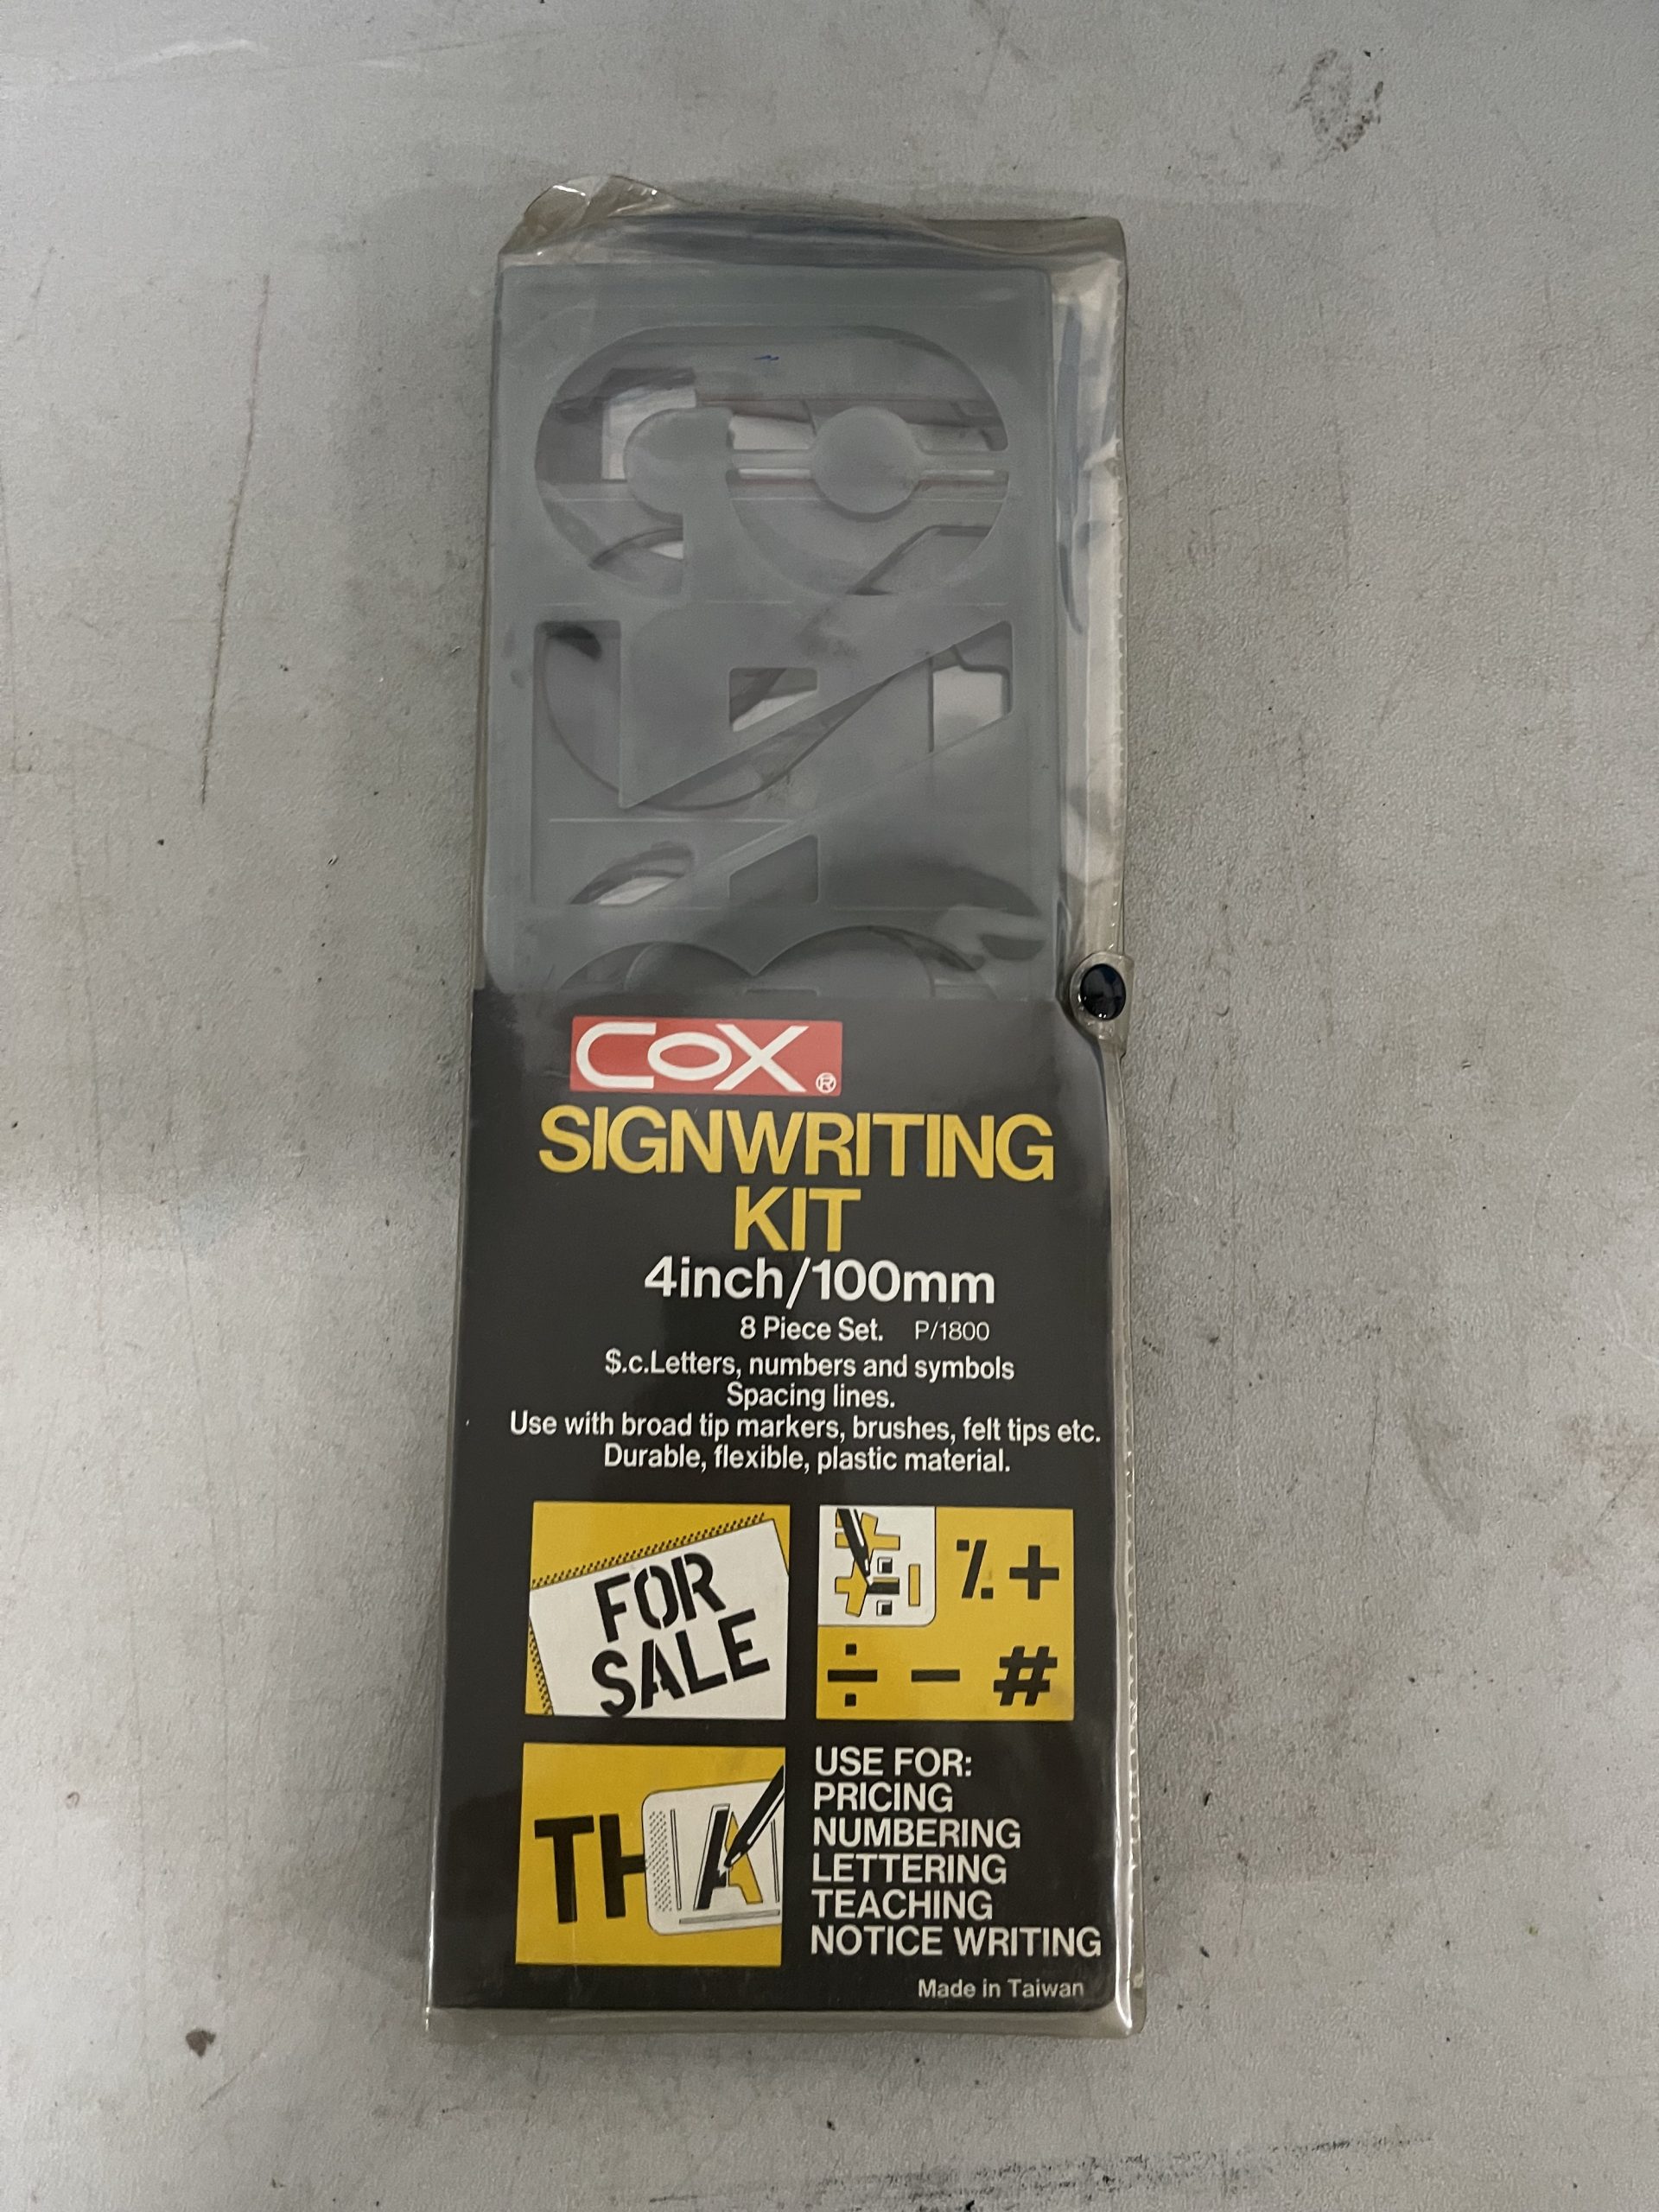 COX®
SIGNWRITING
KIT
4inch/100mm
8 Piece Set. P/1800
$.c.Letters, numbers and symbols
Spacing lines.
Use with broad tip markers, brushes, felt tips etc.
Durable, flexible, plastic material.
FOR
SALE
% +
÷ - #
THA
USE FOR:
PRICING
NUMBERING
LETTERING
TEACHING
NOTICE WRITING
Made in Taiwan